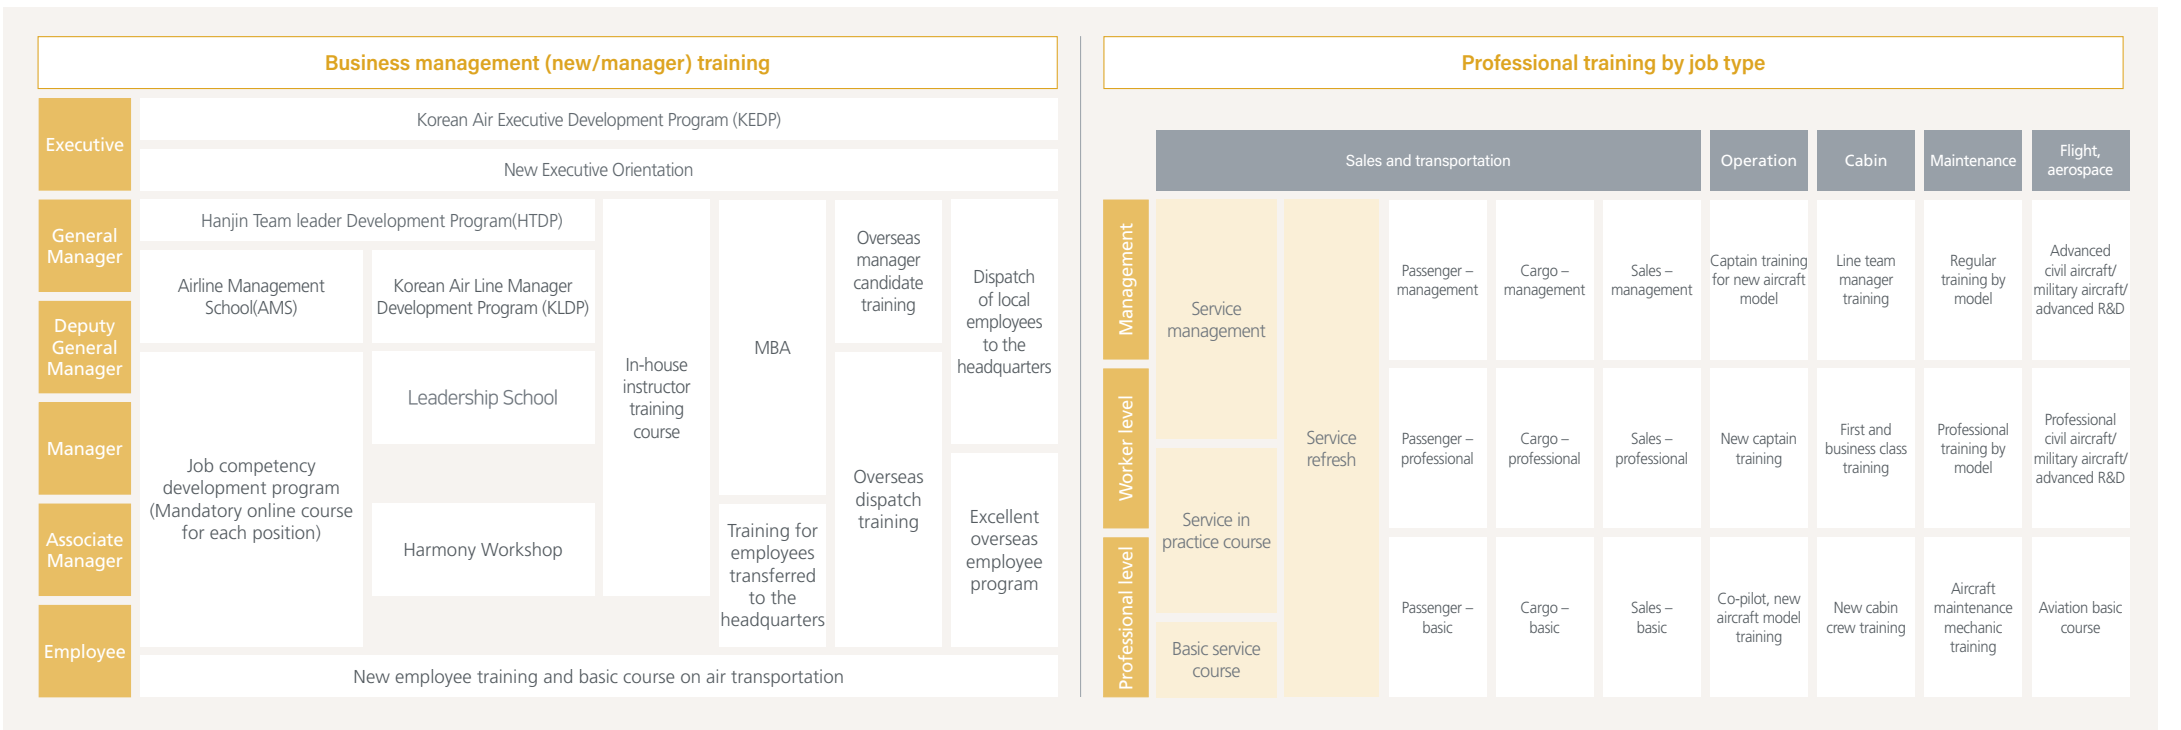 Business management (new/manager) training
Executive
Korean Air Executive Development Program (KEDP)
New Executive Orientation
General
Manager
Deputy
General
Manager
Manager
Associate
Manager
Employee
Hanjin Team leader Development Program(HTDP)
Airline Management
School(AMS)
Korean Air Line Manager
Development Program (KLDP)
Job competency
development program
(Mandatory online course
for each position)
Leadership School
Harmony Workshop
In-house
instructor
training
course
MBA
Training for
employees
transferred
to the
headquarters
Overseas
manager
candidate
training
Overseas
dispatch
training
Dispatch
of local
employees
to the
headquarters
Excellent
overseas
employee
program
New employee training and basic course on air transportation
Professional training by job type
Sales and transportation
Operation
Cabin
Maintenance
Flight,
aerospace
Management
Worker level
Professional level
Service
management
Service in
practice course
Basic service
course
Service
refresh
Passenger –
management
Cargo –
management
Sales –
management
Captain training
for new aircraft
model
Line team
manager
training
Regular
training by
model
Advanced
civil aircraft/
military aircraft/
advanced R&D
Passenger –
professional
Cargo –
professional
Sales –
professional
New captain
training
First and
business class
training
Professional
training by
model
Professional
civil aircraft/
military aircraft/
advanced R&D
Passenger –
basic
Cargo –
basic
Sales –
basic
Co-pilot, new
aircraft model
training
New cabin
crew training
Aircraft
maintenance
mechanic
training
Aviation basic
course